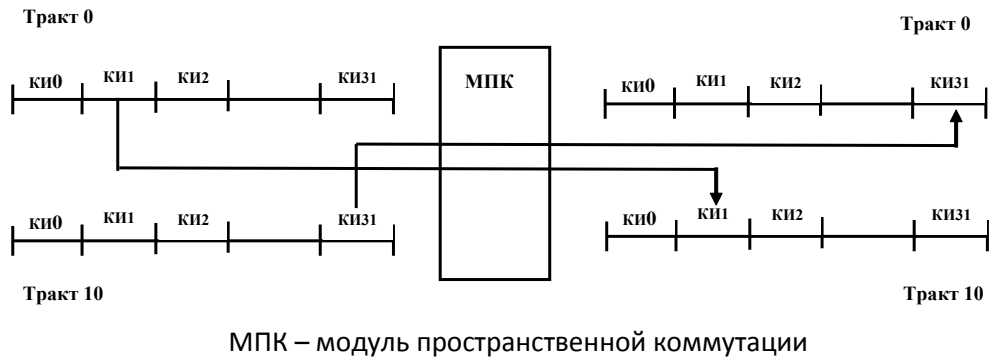 Тракт 0
Тракт 0
КИ0 КИ1 КИ2 КИ31
МПК
КИ0 КИ1 КИ2 КИ31
КИ0 КИ1 КИ2 КИ31
КИ0 КИ1 КИ2 КИ31
Тракт 10
Тракт 10
МПК – модуль пространственной коммутации